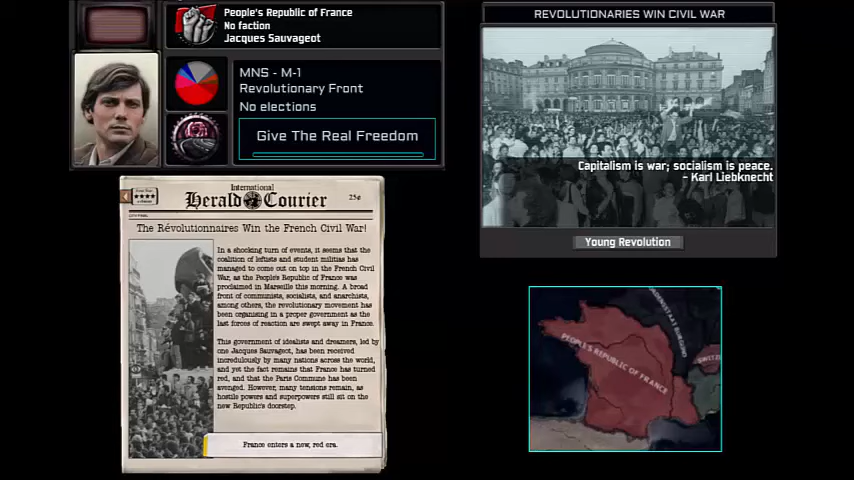 People's Republic of France
No faction
Jacques Sauvageot
MNS - M-1
Revolutionary Front
No elections
Give The Real Freedom
REVOLUTIONARIES WIN CIVIL WAR
Capitalism is war; socialism is peace.
- Karl Liebknecht
Young Revolution
International
Herald Courier
25¢
The Révolutionnaires Win the French Civil War!
In a shocking turn of events, it seems that the
coalition of leftists and student militias has
managed to come out on top in the French Civil
War, as the People's Republic of France was
proclaimed in Marseille this morning. A broad
front of communists, socialists, and anarchists,
among others, the revolutionary movement has
been organising in a proper government as the
last forces of reaction are swept away in France.
This government of idealists and dreamers, led by
one Jacques Sauvageot, has been received
incredulously by many nations across the world,
and yet the fact remains that France has turned
red, and that the Paris Commune has been
avenged. However, many tensions remain, as
hostile powers and superpowers still sit on the
new Republic's doorstep.
France enters a new, red era.
PEOPLE'S REPUBLIC OF FRANCE
BURGUND
SWITZ